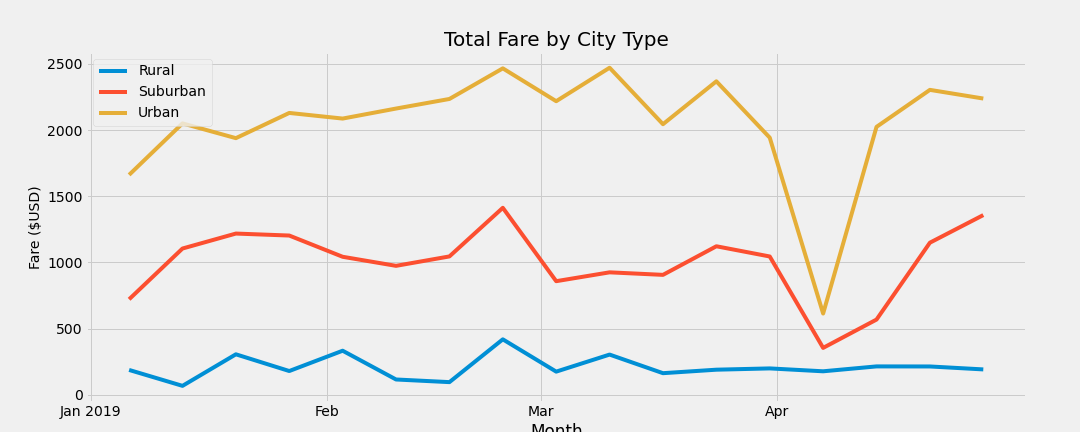 Total Fare by City Type
Rural
Suburban
Urban
Fare ($USD)
2500
2000
1500
1000
500
0
Jan 2019
Feb
Mar
Apr
Month